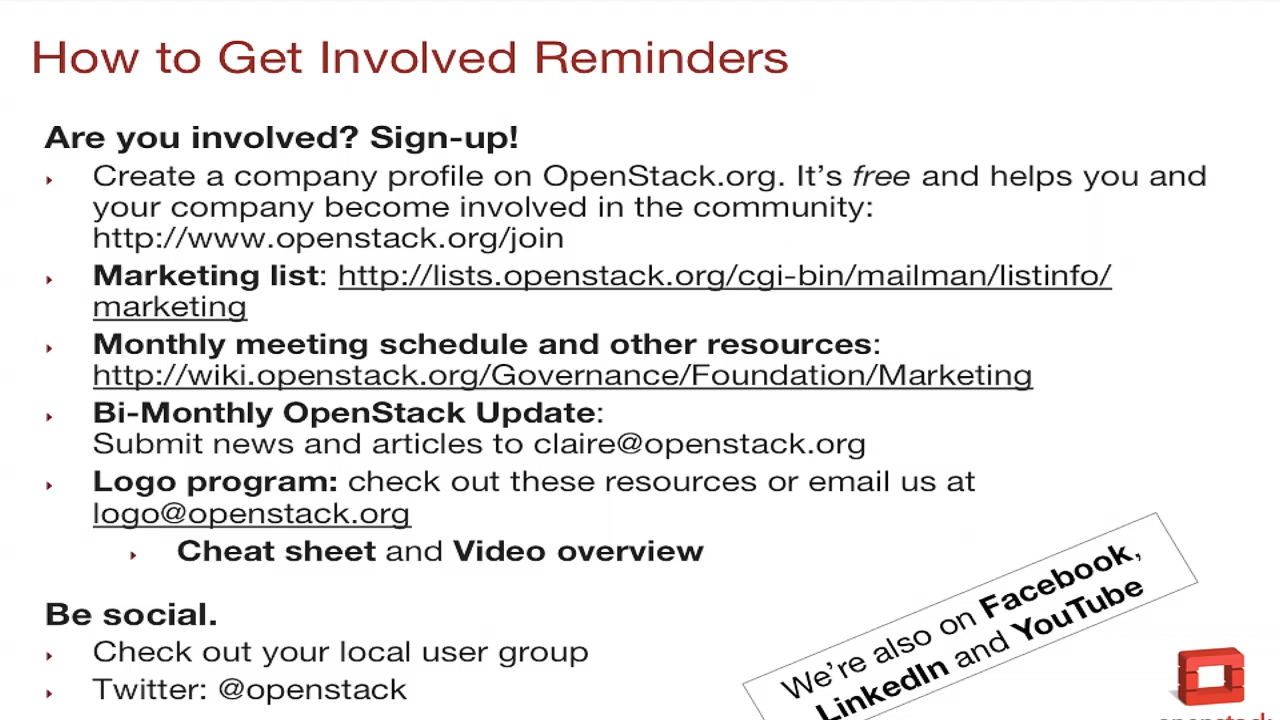 How to Get Involved Reminders
Are you involved? Sign-up!
Create a company profile on OpenStack.org. It's free and helps you and
your company become involved in the community:
http://www.openstack.org/join
Marketing list: http://lists.openstack.org/cgi-bin/mailman/listinfo/
marketing
Monthly meeting schedule and other resources:
http://wiki.openstack.org/Governance/Foundation/Marketing
Bi-Monthly OpenStack Update:
Submit news and articles to claire@openstack.org
Logo program: check out these resources or email us at
logo@openstack.org
Cheat sheet and Video overview
Be social.
Check out your local user group
Twitter: @openstack
We're also on Facebook,
LinkedIn and YouTube
openstack